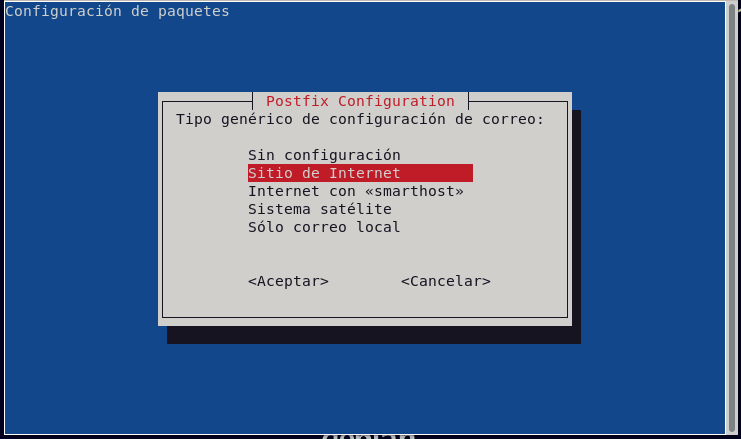 Configuración de paquetes
Postfix Configuration
Tipo genérico de configuración de correo:
Sin configuración
Sitio de Internet
Internet con «smarthost»
Sistema satélite
Sólo correo local
<Aceptar> <Cancelar>